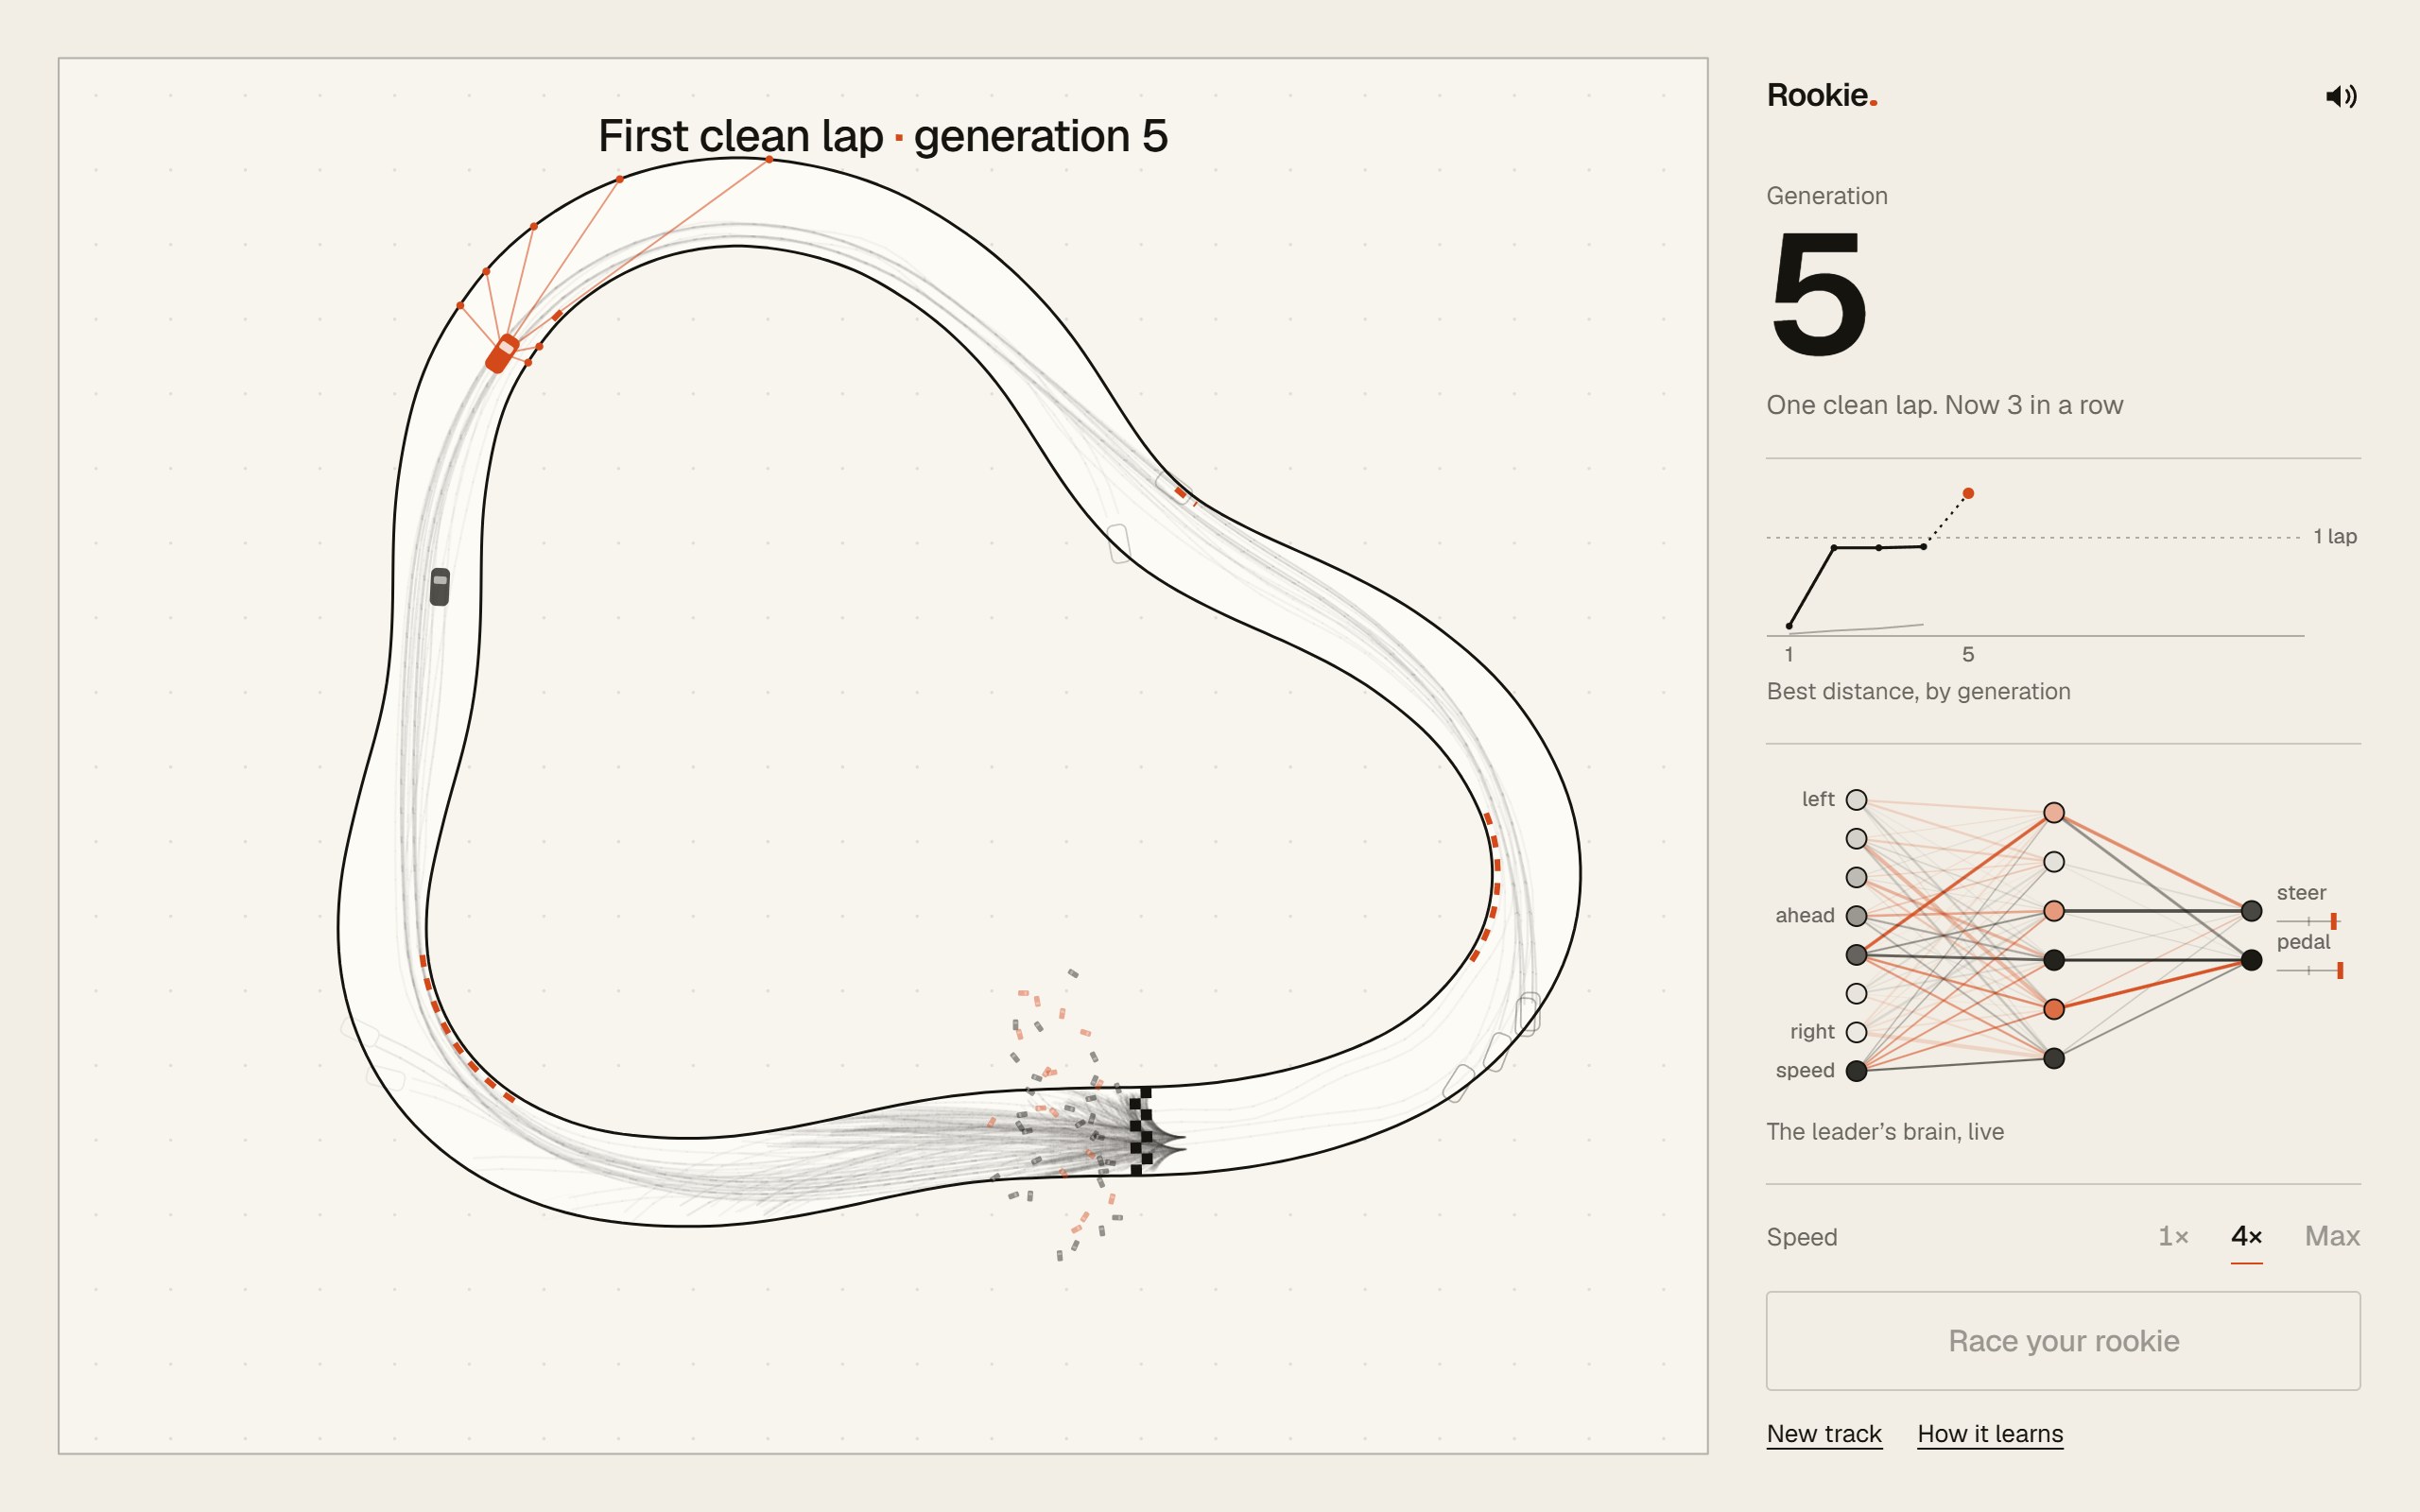 First clean lap · generation 5
Rookie.
Generation
5
One clean lap. Now 3 in a row
1 lap
1 5
Best distance, by generation
left
ahead
right
speed
steer
pedal
The leader’s brain, live
Speed 1× 4× Max
Race your rookie
New track How it learns